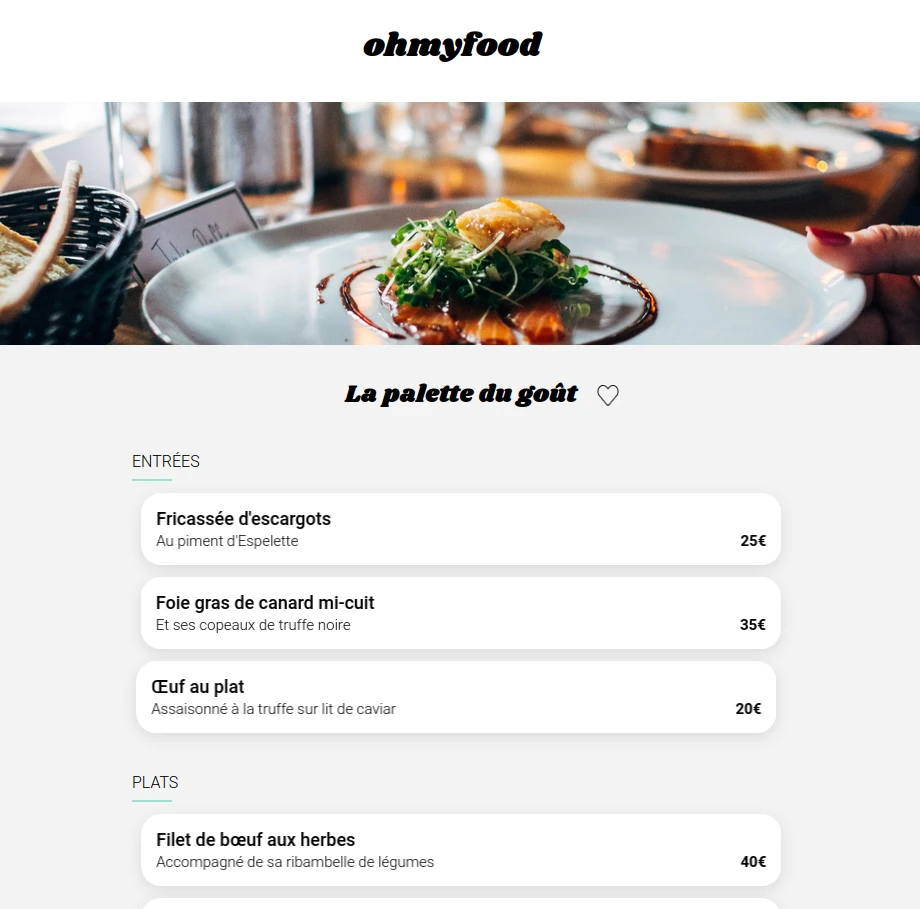 ohmyfood
La palette du goût
ENTRÉES
Fricassée d'escargots
Au piment d'Espelette
25€
Foie gras de canard mi-cuit
Et ses copeaux de truffe noire
35€
Œuf au plat
Assaisonné à la truffe sur lit de caviar
20€
PLATS
Filet de bœuf aux herbes
Accompagné de sa ribambelle de légumes
40€